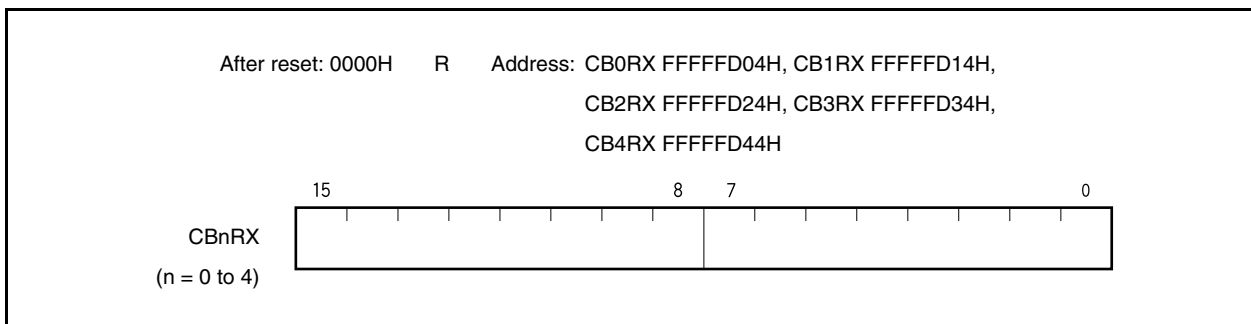 After reset: 0000H R Address: CB0RX FFFFFD04H, CB1RX FFFFFD14H,
CB2RX FFFFFD24H, CB3RX FFFFFD34H,
CB4RX FFFFFD44H
15 8 7 0
CBnRX
(n = 0 to 4)